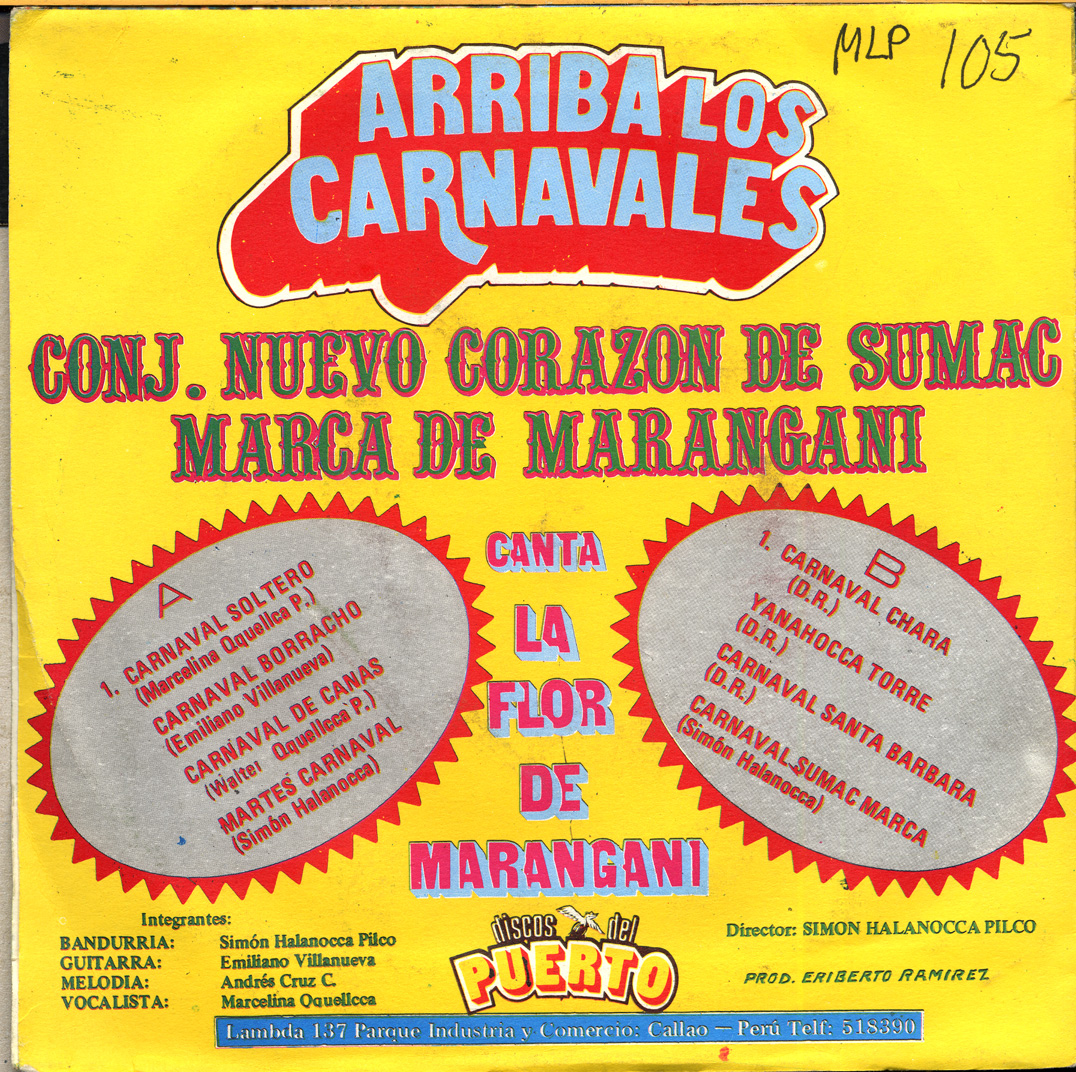 MLP 105
ARRIBA LOS
CARNAVALES
CONJ. NUEVO CORAZON DE SUMAC
MARCA DE MARANGANI
A
1. CARNAVAL SOLTERO
(Marcelina Oquellca P.)
CARNAVAL BORRACHO
(Emiliano Villanueva)
CARNAVAL DE CANAS
(Walter Oquellcca P.)
MARTES CARNAVAL
(Simón Halanocca)
CANTA
LA
FLOR
DE
MARANGANI
B
1. CARNAVAL CHARA
(D.R.)
YANAHOCCA TORRE
(D.R.)
CARNAVAL SANTA BARBARA
(D.R.)
CARNAVAL SUMAC MARCA
(Simón Halanocca)
Integrantes:
BANDURRIA: Simón Halanocca Pilco
GUITARRA: Emiliano Villanueva
MELODIA: Andrés Cruz C.
VOCALISTA: Marcelina Oquellcca
discos del
PUERTO
Director: SIMON HALANOCCA PILCO
PROD. ERIBERTO RAMIREZ
Lambda 137 Parque Industria y Comercio: Callao — Perú Telf: 518390